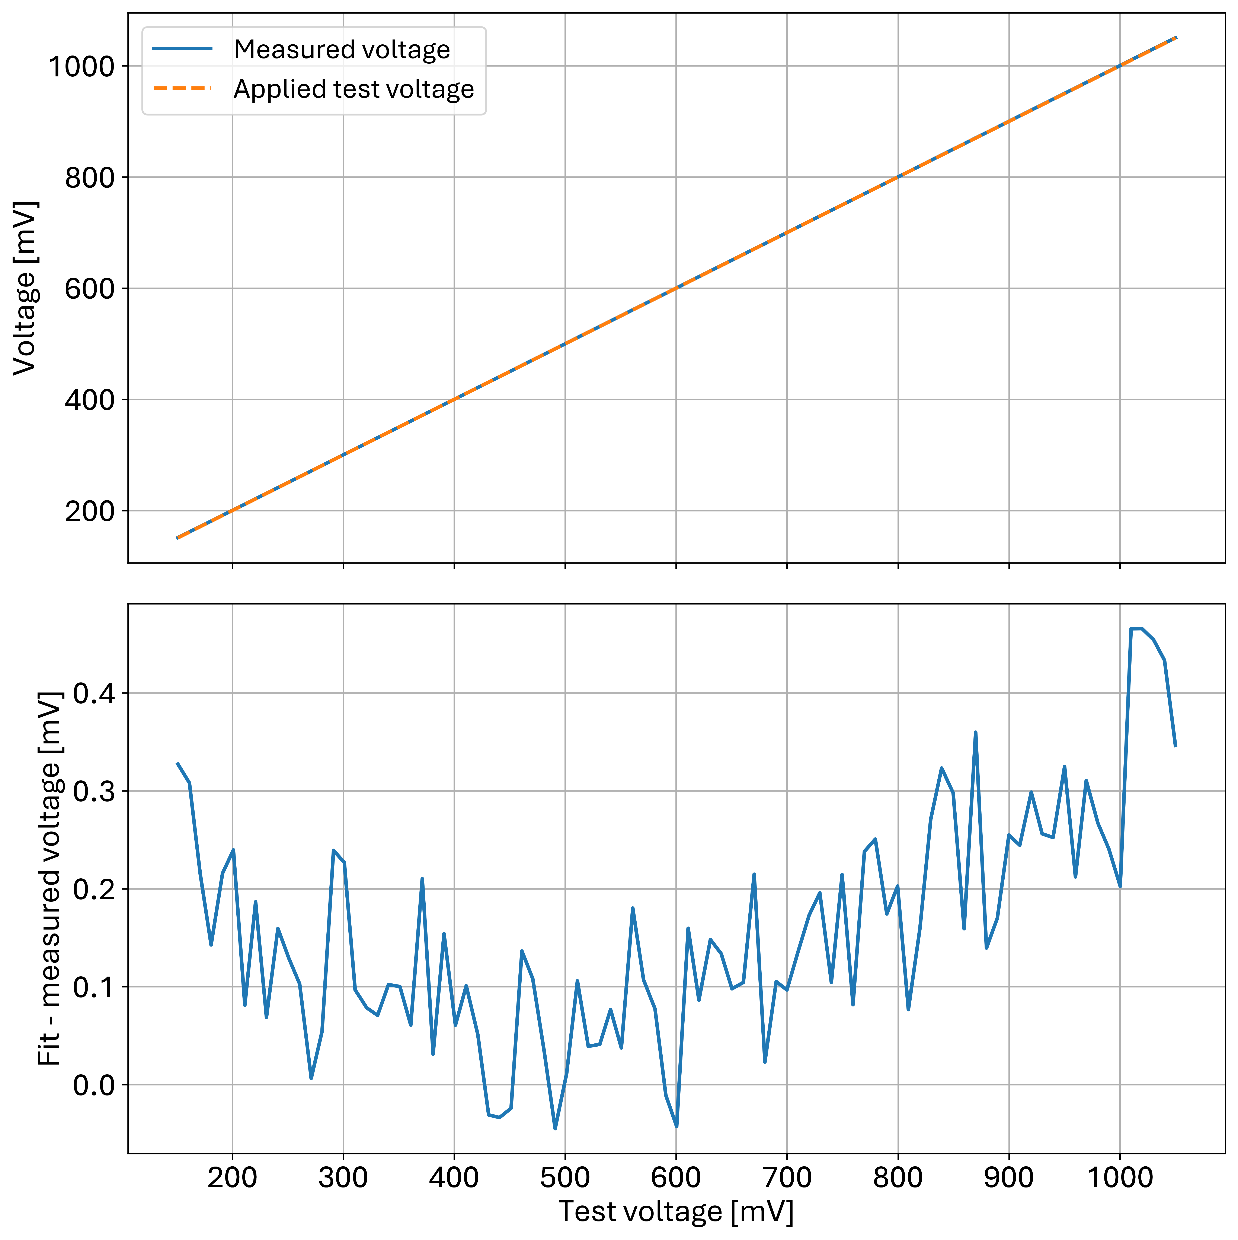 Measured voltage
Applied test voltage
Voltage [mV]
1000
800
600
400
200
Fit - measured voltage [mV]
0.4
0.3
0.2
0.1
0.0
200 300 400 500 600 700 800 900 1000
Test voltage [mV]